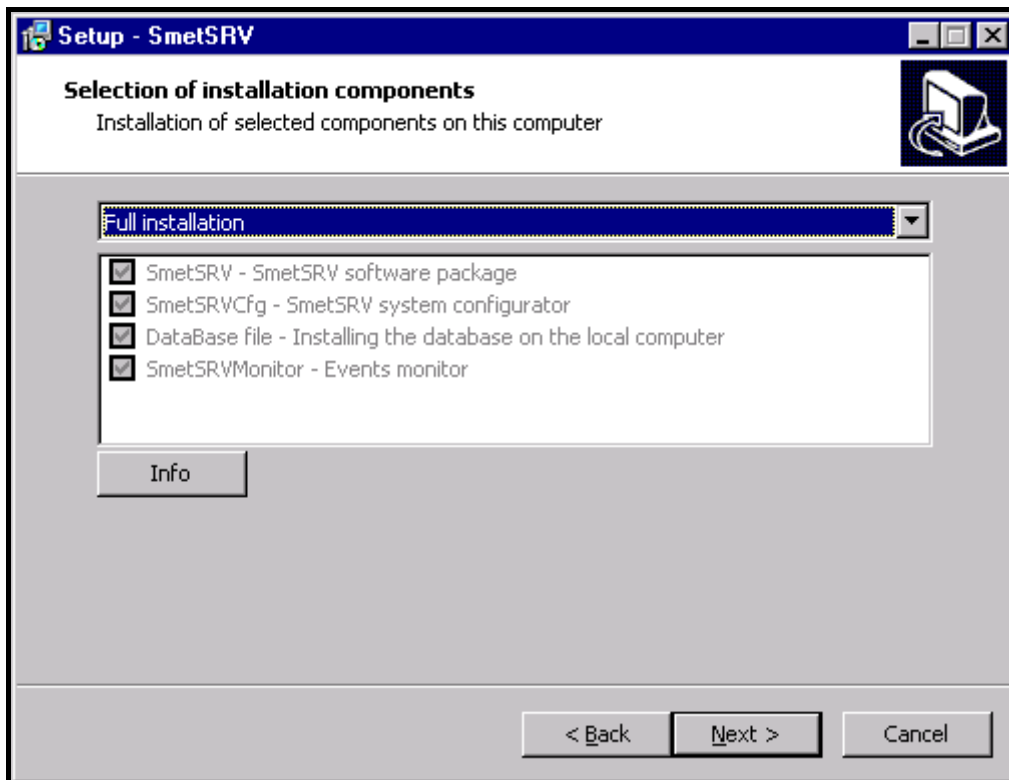 Setup - SmetSRV
Selection of installation components
Installation of selected components on this computer
Full installation
SmetSRV - SmetSRV software package
SmetSRVCfg - SmetSRV system configurator
DataBase file - Installing the database on the local computer
SmetSRVMonitor - Events monitor
Info
< Back
Next >
Cancel